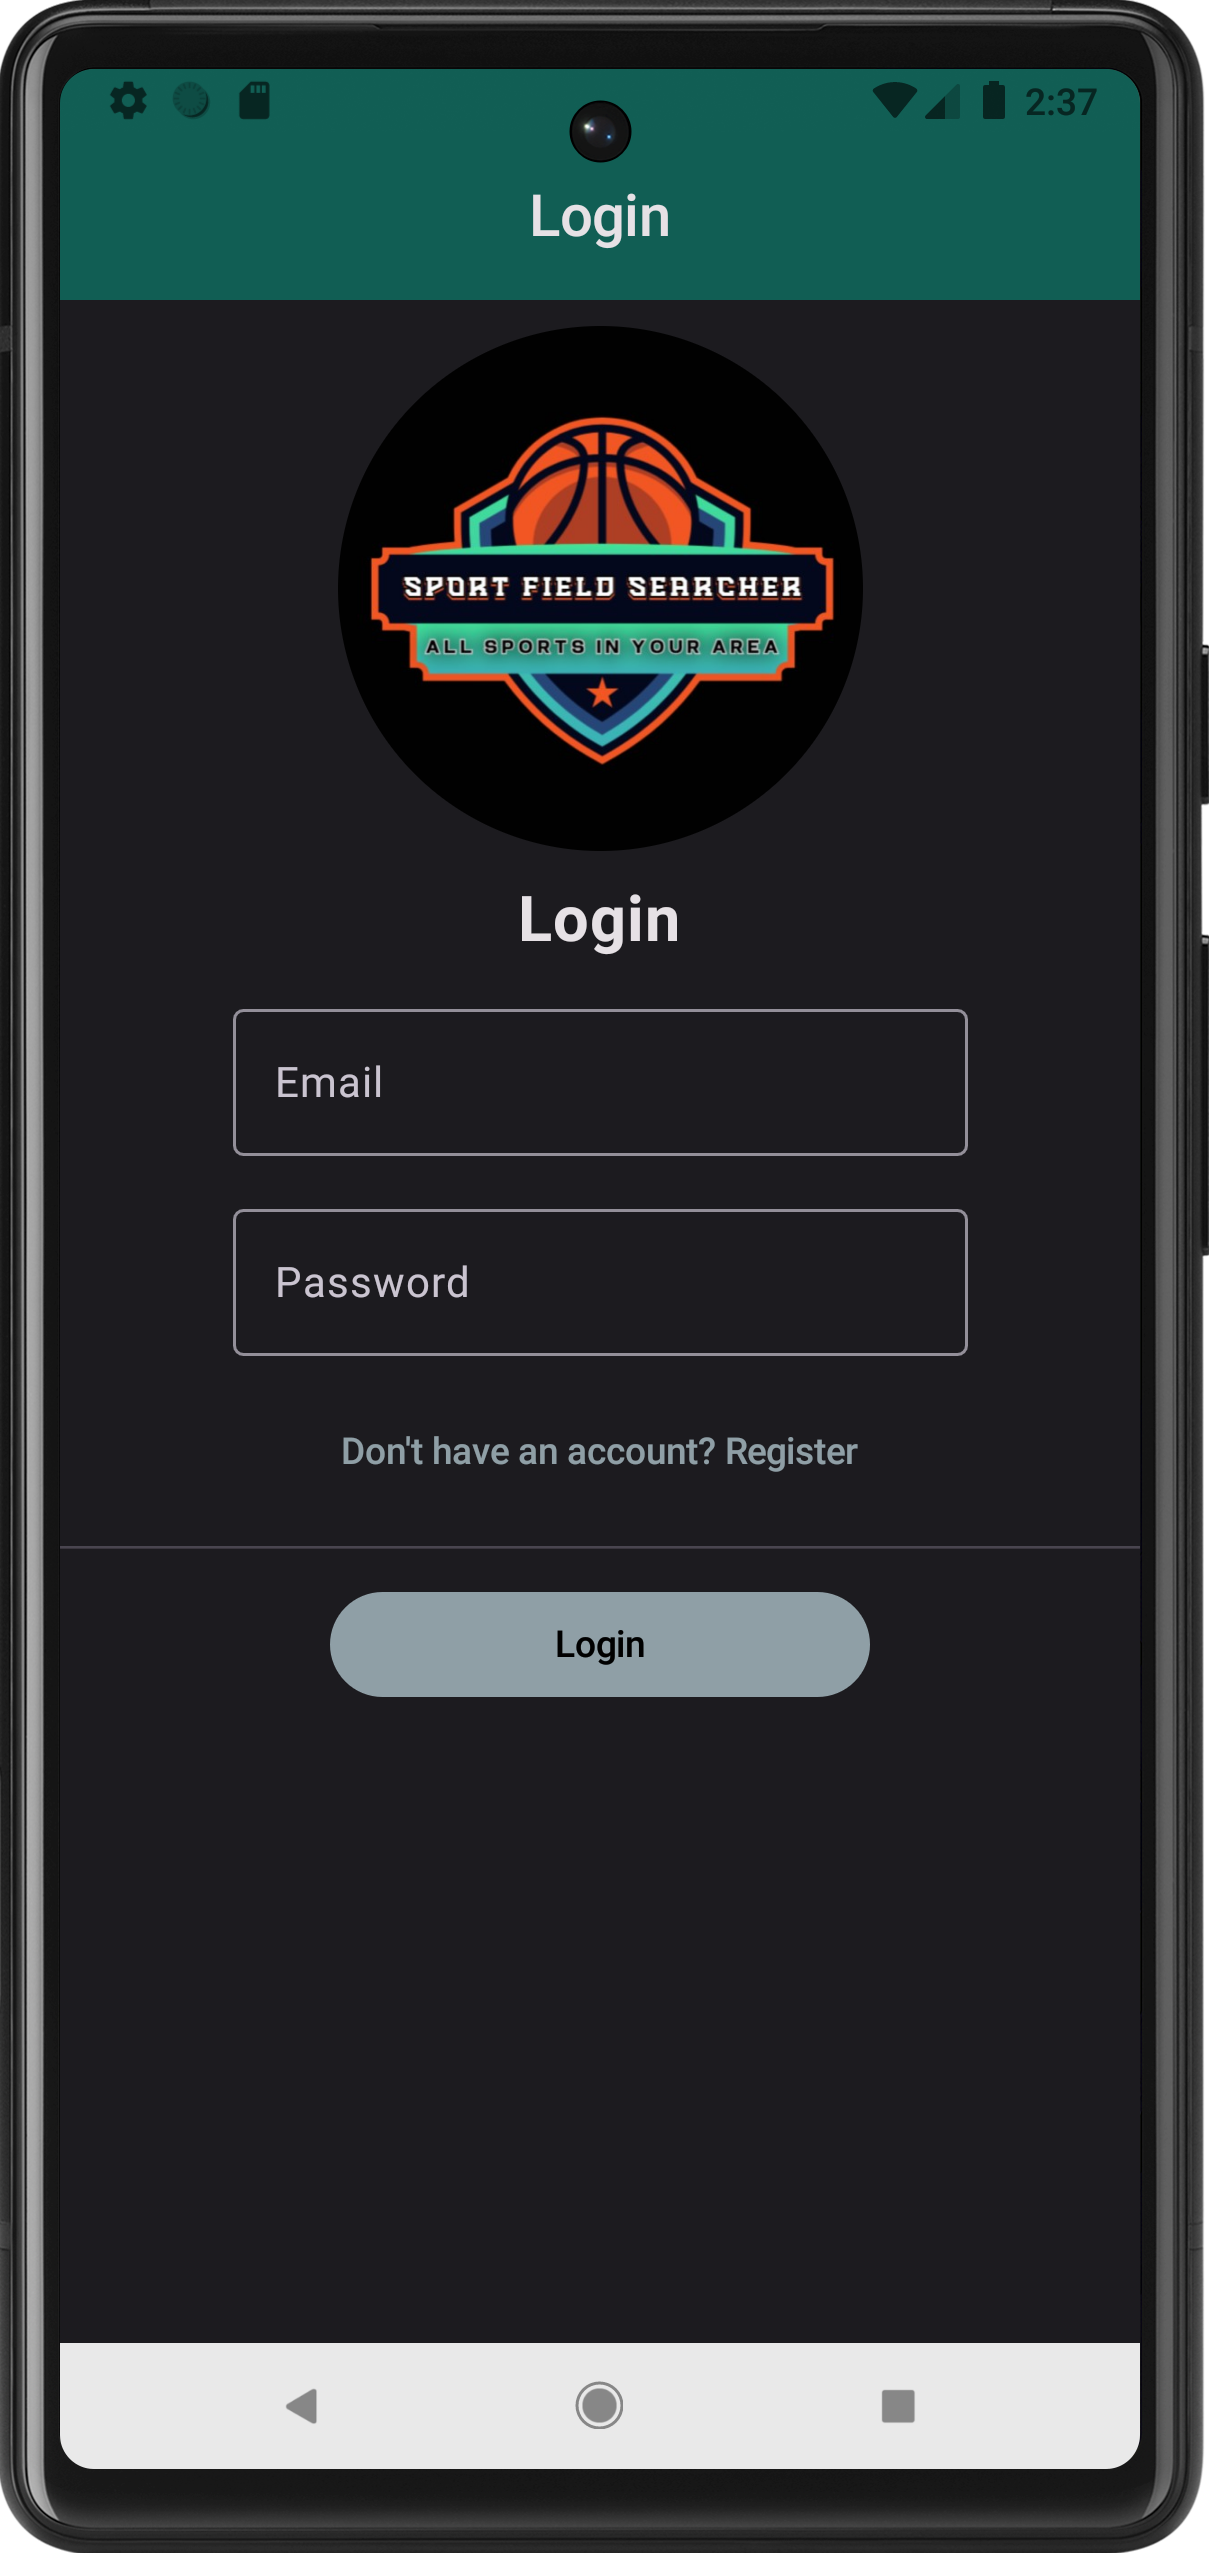 2:37
Login
SPORT FIELD SEARCHER
ALL SPORTS IN YOUR AREA
Login
Email
Password
Don't have an account? Register
Login